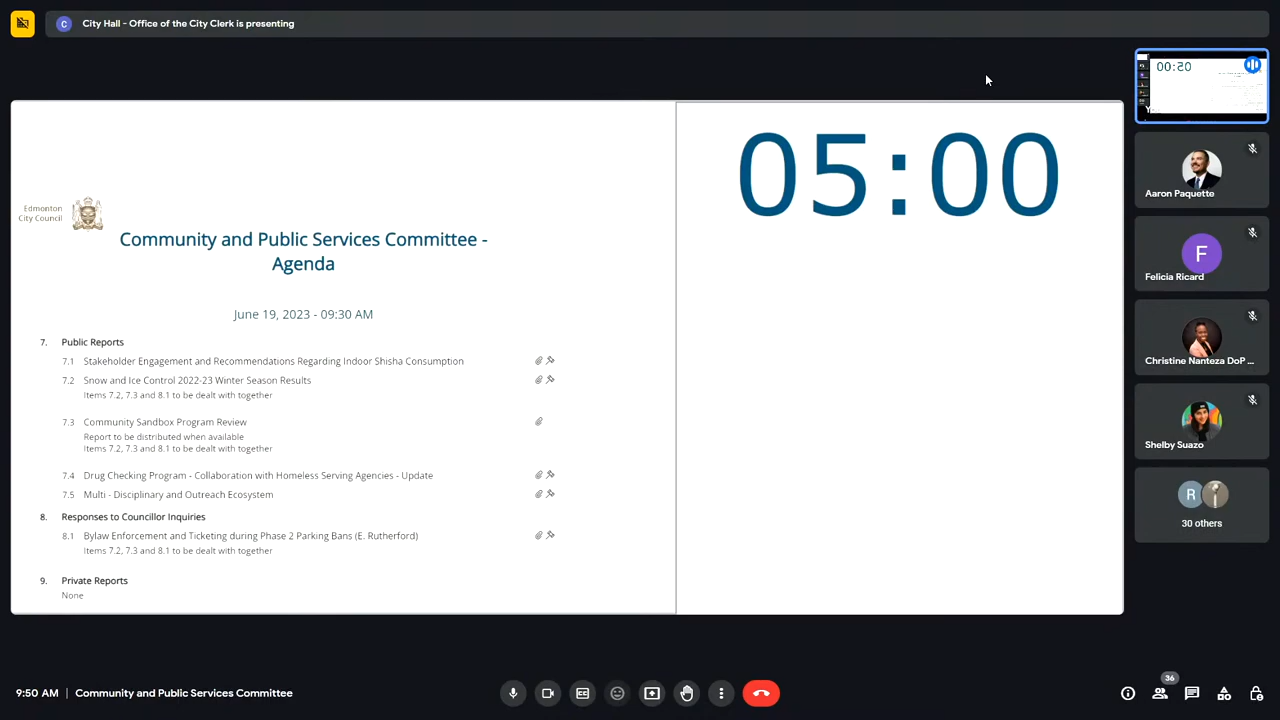 City Hall - Office of the City Clerk is presenting
C
05:00
Edmonton
City Council
Community and Public Services Committee -
Agenda
June 19, 2023 - 09:30 AM
7. Public Reports
7.1 Stakeholder Engagement and Recommendations Regarding Indoor Shisha Consumption
7.2 Snow and Ice Control 2022-23 Winter Season Results
Items 7.2, 7.3 and 8.1 to be dealt with together
7.3 Community Sandbox Program Review
Report to be distributed when available
Items 7.2, 7.3 and 8.1 to be dealt with together
7.4 Drug Checking Program - Collaboration with Homeless Serving Agencies - Update
7.5 Multi - Disciplinary and Outreach Ecosystem
8. Responses to Councillor Inquiries
8.1 Bylaw Enforcement and Ticketing during Phase 2 Parking Bans (E. Rutherford)
Items 7.2, 7.3 and 8.1 to be dealt with together
9. Private Reports
None
05:00
Aaron Paquette
F
Felicia Ricard
Christine Nanteza DoP ...
Shelby Suazo
R
30 others
9:50 AM | Community and Public Services Committee
36